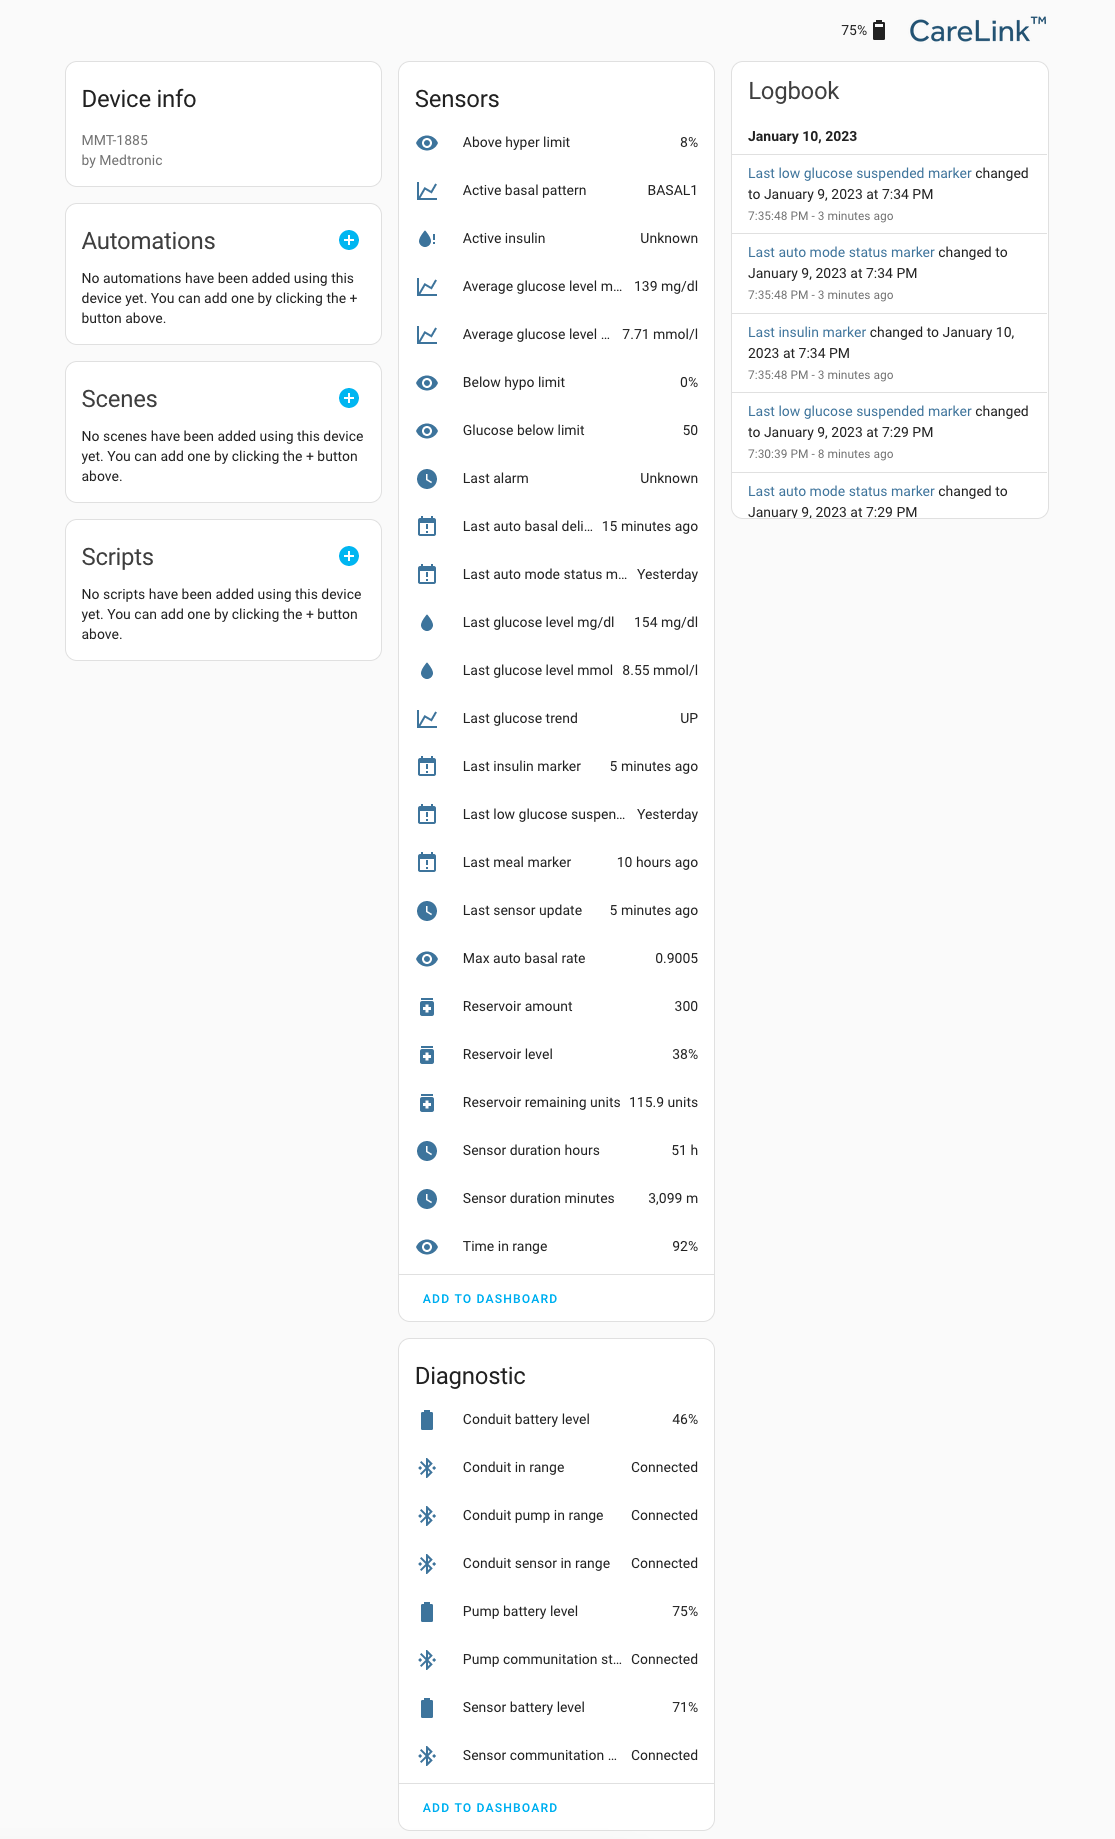 75%
CareLink™
Device info
MMT-1885
by Medtronic
Automations
No automations have been added using this
device yet. You can add one by clicking the +
button above.
Scenes
No scenes have been added using this device
yet. You can add one by clicking the + button
above.
Scripts
No scripts have been added using this device
yet. You can add one by clicking the + button
above.
Sensors
Above hyper limit 8%
Active basal pattern BASAL1
Active insulin Unknown
Average glucose level m... 139 mg/dl
Average glucose level ... 7.71 mmol/l
Below hypo limit 0%
Glucose below limit 50
Last alarm Unknown
Last auto basal deli... 15 minutes ago
Last auto mode status m... Yesterday
Last glucose level mg/dl 154 mg/dl
Last glucose level mmol 8.55 mmol/l
Last glucose trend UP
Last insulin marker 5 minutes ago
Last low glucose suspen... Yesterday
Last meal marker 10 hours ago
Last sensor update 5 minutes ago
Max auto basal rate 0.9005
Reservoir amount 300
Reservoir level 38%
Reservoir remaining units 115.9 units
Sensor duration hours 51 h
Sensor duration minutes 3,099 m
Time in range 92%
ADD TO DASHBOARD
Diagnostic
Conduit battery level 46%
Conduit in range Connected
Conduit pump in range Connected
Conduit sensor in range Connected
Pump battery level 75%
Pump communitation st... Connected
Sensor battery level 71%
Sensor communitation ... Connected
ADD TO DASHBOARD
Logbook
January 10, 2023
Last low glucose suspended marker changed
to January 9, 2023 at 7:34 PM
7:35:48 PM - 3 minutes ago
Last auto mode status marker changed to
January 9, 2023 at 7:34 PM
7:35:48 PM - 3 minutes ago
Last insulin marker changed to January 10,
2023 at 7:34 PM
7:35:48 PM - 3 minutes ago
Last low glucose suspended marker changed
to January 9, 2023 at 7:29 PM
7:30:39 PM - 8 minutes ago
Last auto mode status marker changed to
January 9, 2023 at 7:29 PM